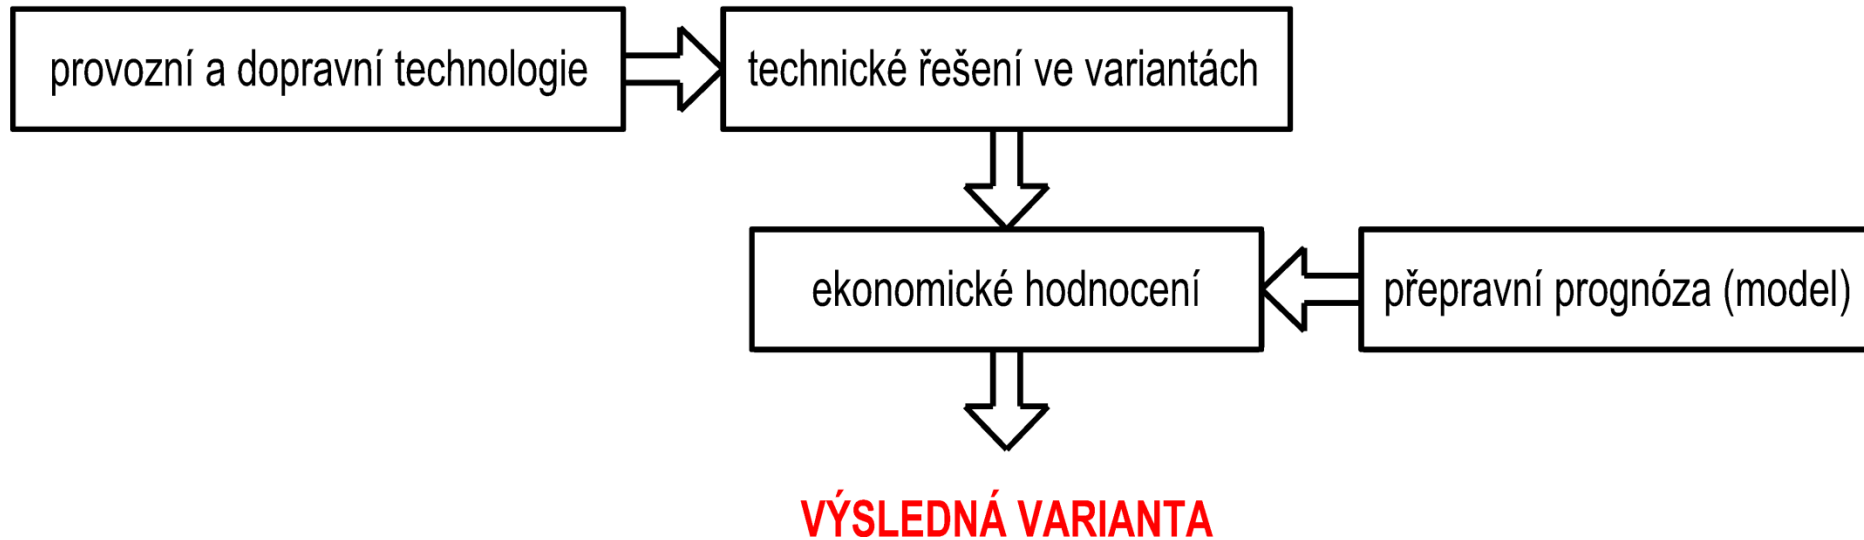 provozní a dopravní technologie
technické řešení ve variantách
ekonomické hodnocení
přepravní prognóza (model)
VÝSLEDNÁ VARIANTA